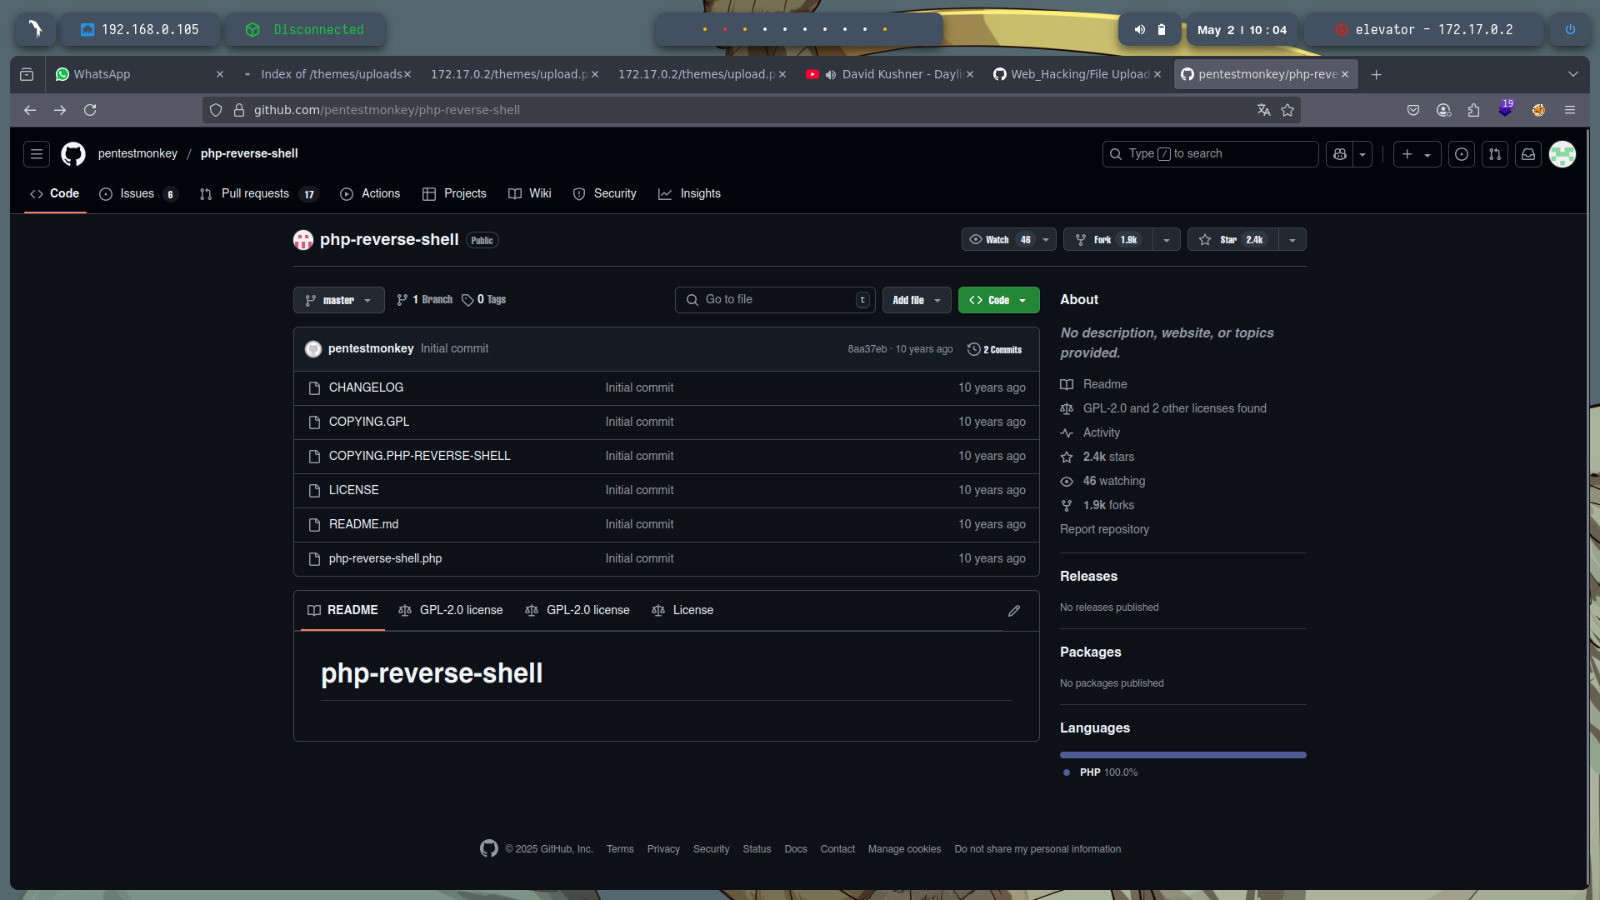 192.168.0.105
Disconnected
May 2 | 10:04
elevator - 172.17.0.2
WhatsApp
Index of /themes/uploads
172.17.0.2/themes/upload.p
172.17.0.2/themes/upload.p
David Kushner - Dayli
Web_Hacking/File Upload
pentestmonkey/php-reve
github.com/pentestmonkey/php-reverse-shell
19
pentestmonkey / php-reverse-shell
Type / to search
Code
Issues 6
Pull requests 17
Actions
Projects
Wiki
Security
Insights
php-reverse-shell Public
Watch 46
Fork 1.9k
Star 2.4k
master
1 Branch
0 Tags
Go to file t
Add file
Code
pentestmonkey Initial commit 8aa37eb · 10 years ago 2 Commits
CHANGELOG Initial commit 10 years ago
COPYING.GPL Initial commit 10 years ago
COPYING.PHP-REVERSE-SHELL Initial commit 10 years ago
LICENSE Initial commit 10 years ago
README.md Initial commit 10 years ago
php-reverse-shell.php Initial commit 10 years ago
README
GPL-2.0 license
GPL-2.0 license
License
php-reverse-shell
About
No description, website, or topics
provided.
Readme
GPL-2.0 and 2 other licenses found
Activity
2.4k stars
46 watching
1.9k forks
Report repository
Releases
No releases published
Packages
No packages published
Languages
PHP 100.0%
© 2025 GitHub, Inc. Terms Privacy Security Status Docs Contact Manage cookies Do not share my personal information